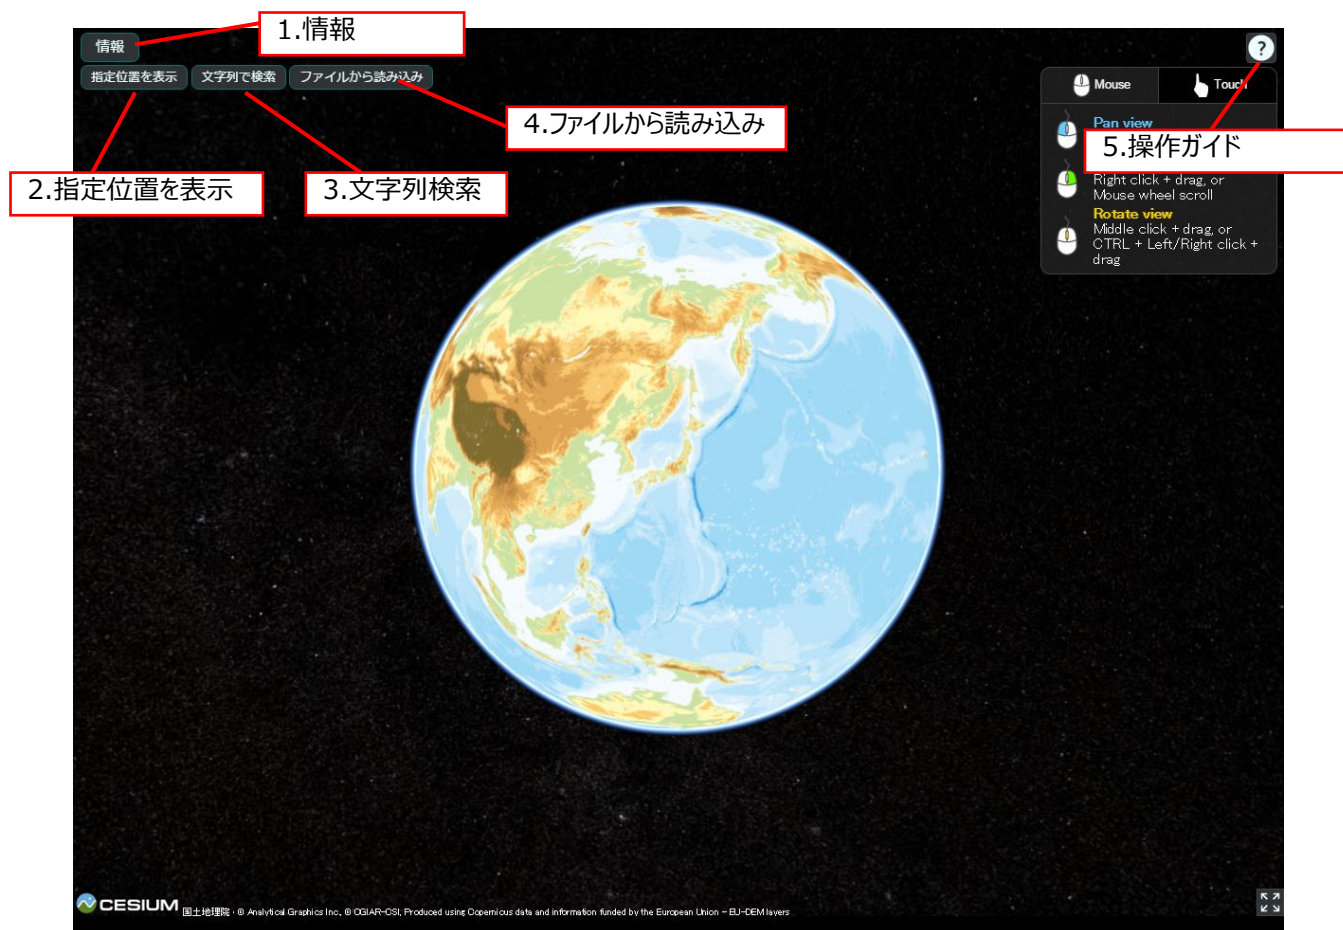 1.情報
情報
?
指定位置を表示 文字列で検索 ファイルから読み込み
Mouse Touch
4.ファイルから読み込み
Pan view
5.操作ガイド
2.指定位置を表示
3.文字列検索
Right click + drag, or
Mouse wheel scroll
Rotate view
Middle click + drag, or
CTRL + Left/Right click +
drag
CESIUM
国土地理院・© Analytical Graphics Inc., © CGIAR-CSI, Produced using Copernicus data and information funded by the European Union - EU-DEM layers